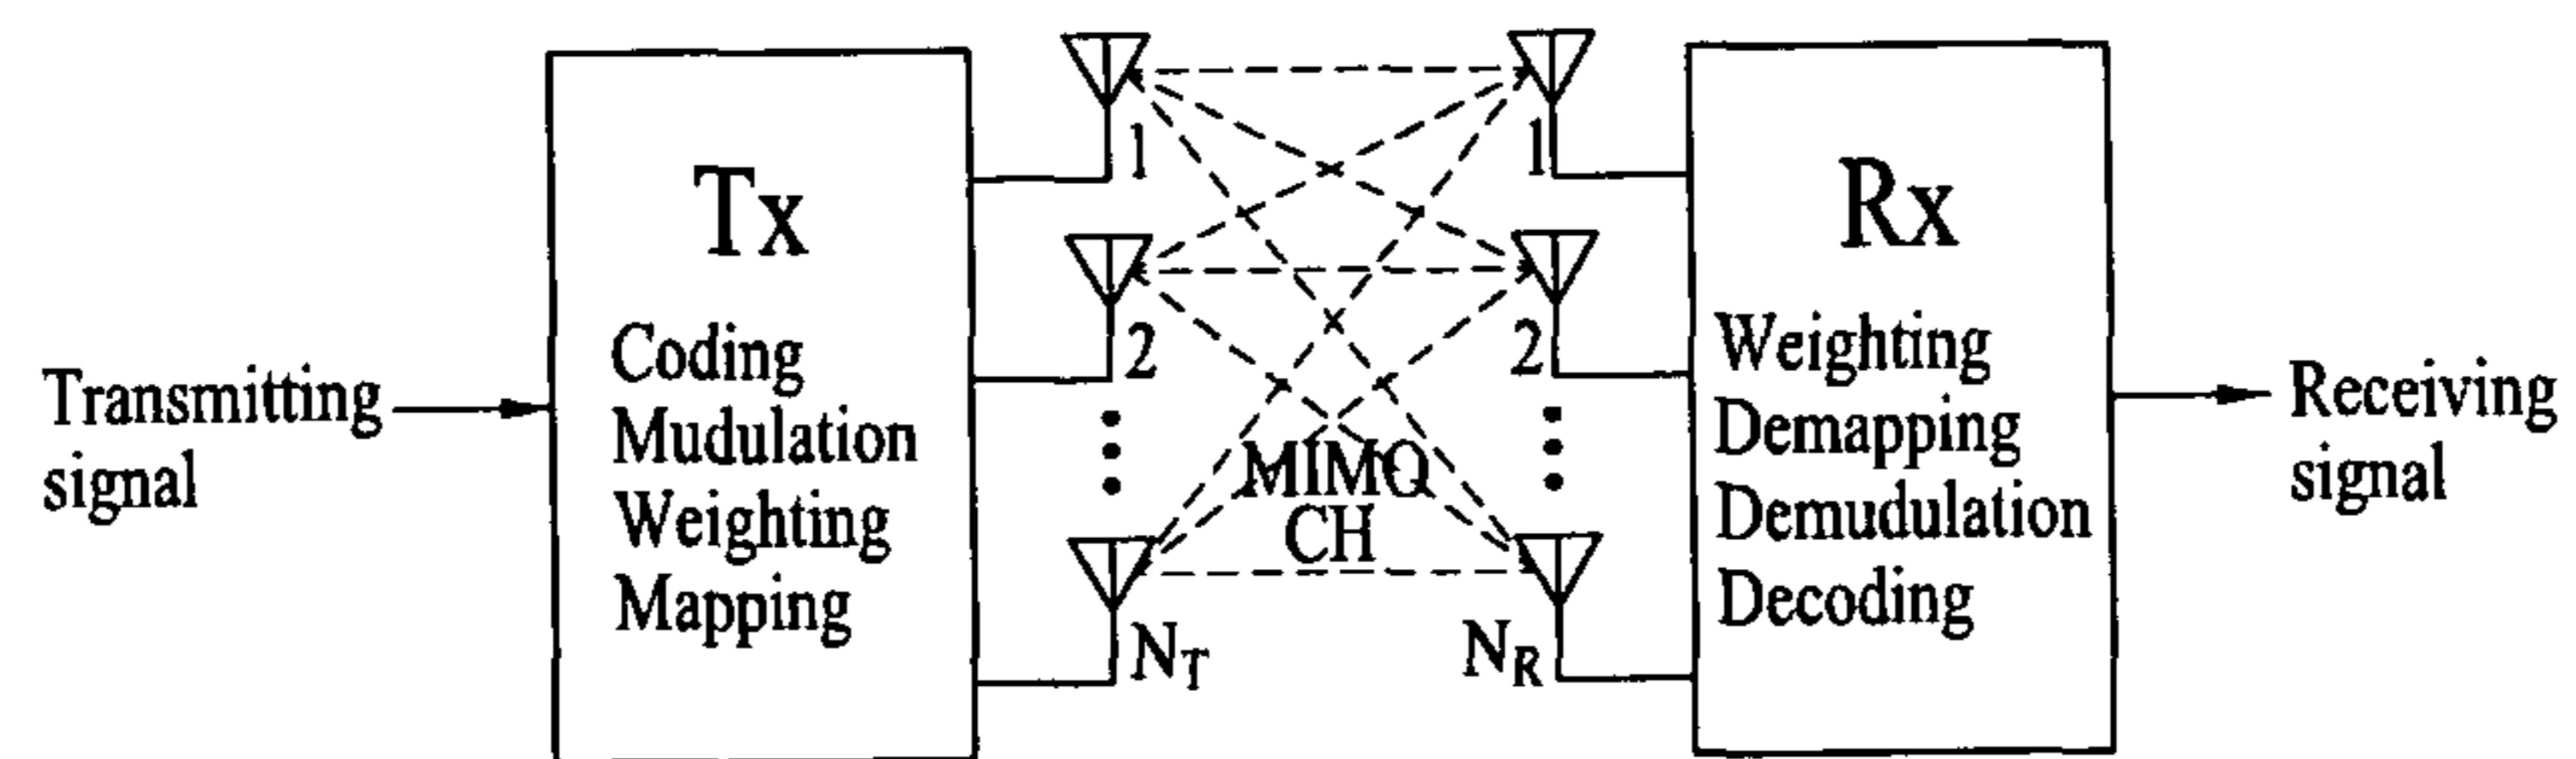 Transmitting
signal
Tx
Coding
Mudulation
Weighting
Mapping
1
2
N_T
MIMO
CH
1
2
N_R
Rx
Weighting
Demapping
Demudulation
Decoding
Receiving
signal